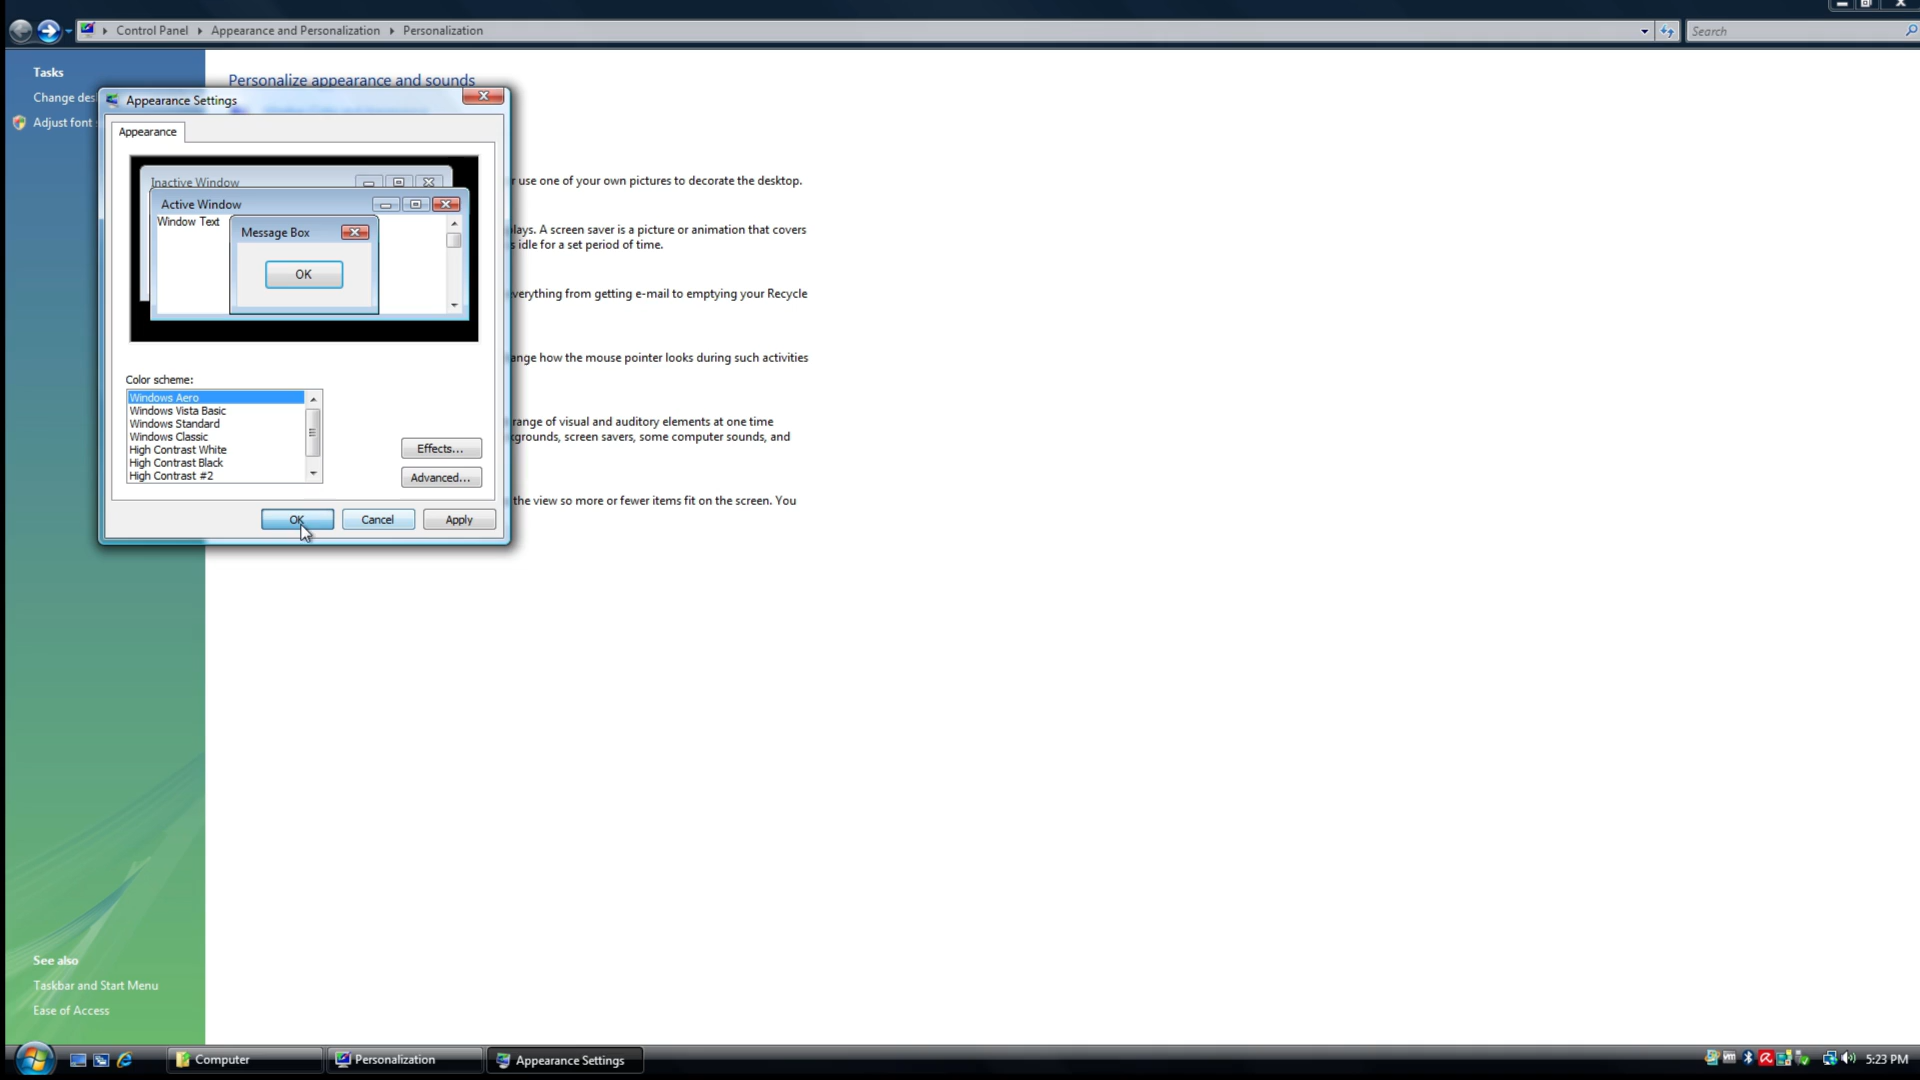 Control Panel Appearance and Personalization Personalization
Search
Tasks
Change des
Adjust font s
Personalize appearance and sounds
Appearance Settings
Appearance
Inactive Window
Active Window
Window Text
Message Box
OK
Color scheme:
Windows Aero
Windows Vista Basic
Windows Standard
Windows Classic
High Contrast White
High Contrast Black
High Contrast #2
Effects...
Advanced...
OK
Cancel
Apply
r use one of your own pictures to decorate the desktop.
lays. A screen saver is a picture or animation that covers
s idle for a set period of time.
verything from getting e-mail to emptying your Recycle
ange how the mouse pointer looks during such activities
range of visual and auditory elements at one time
kgrounds, screen savers, some computer sounds, and
the view so more or fewer items fit on the screen. You
See also
Taskbar and Start Menu
Ease of Access
Computer
Personalization
Appearance Settings
5:23 PM